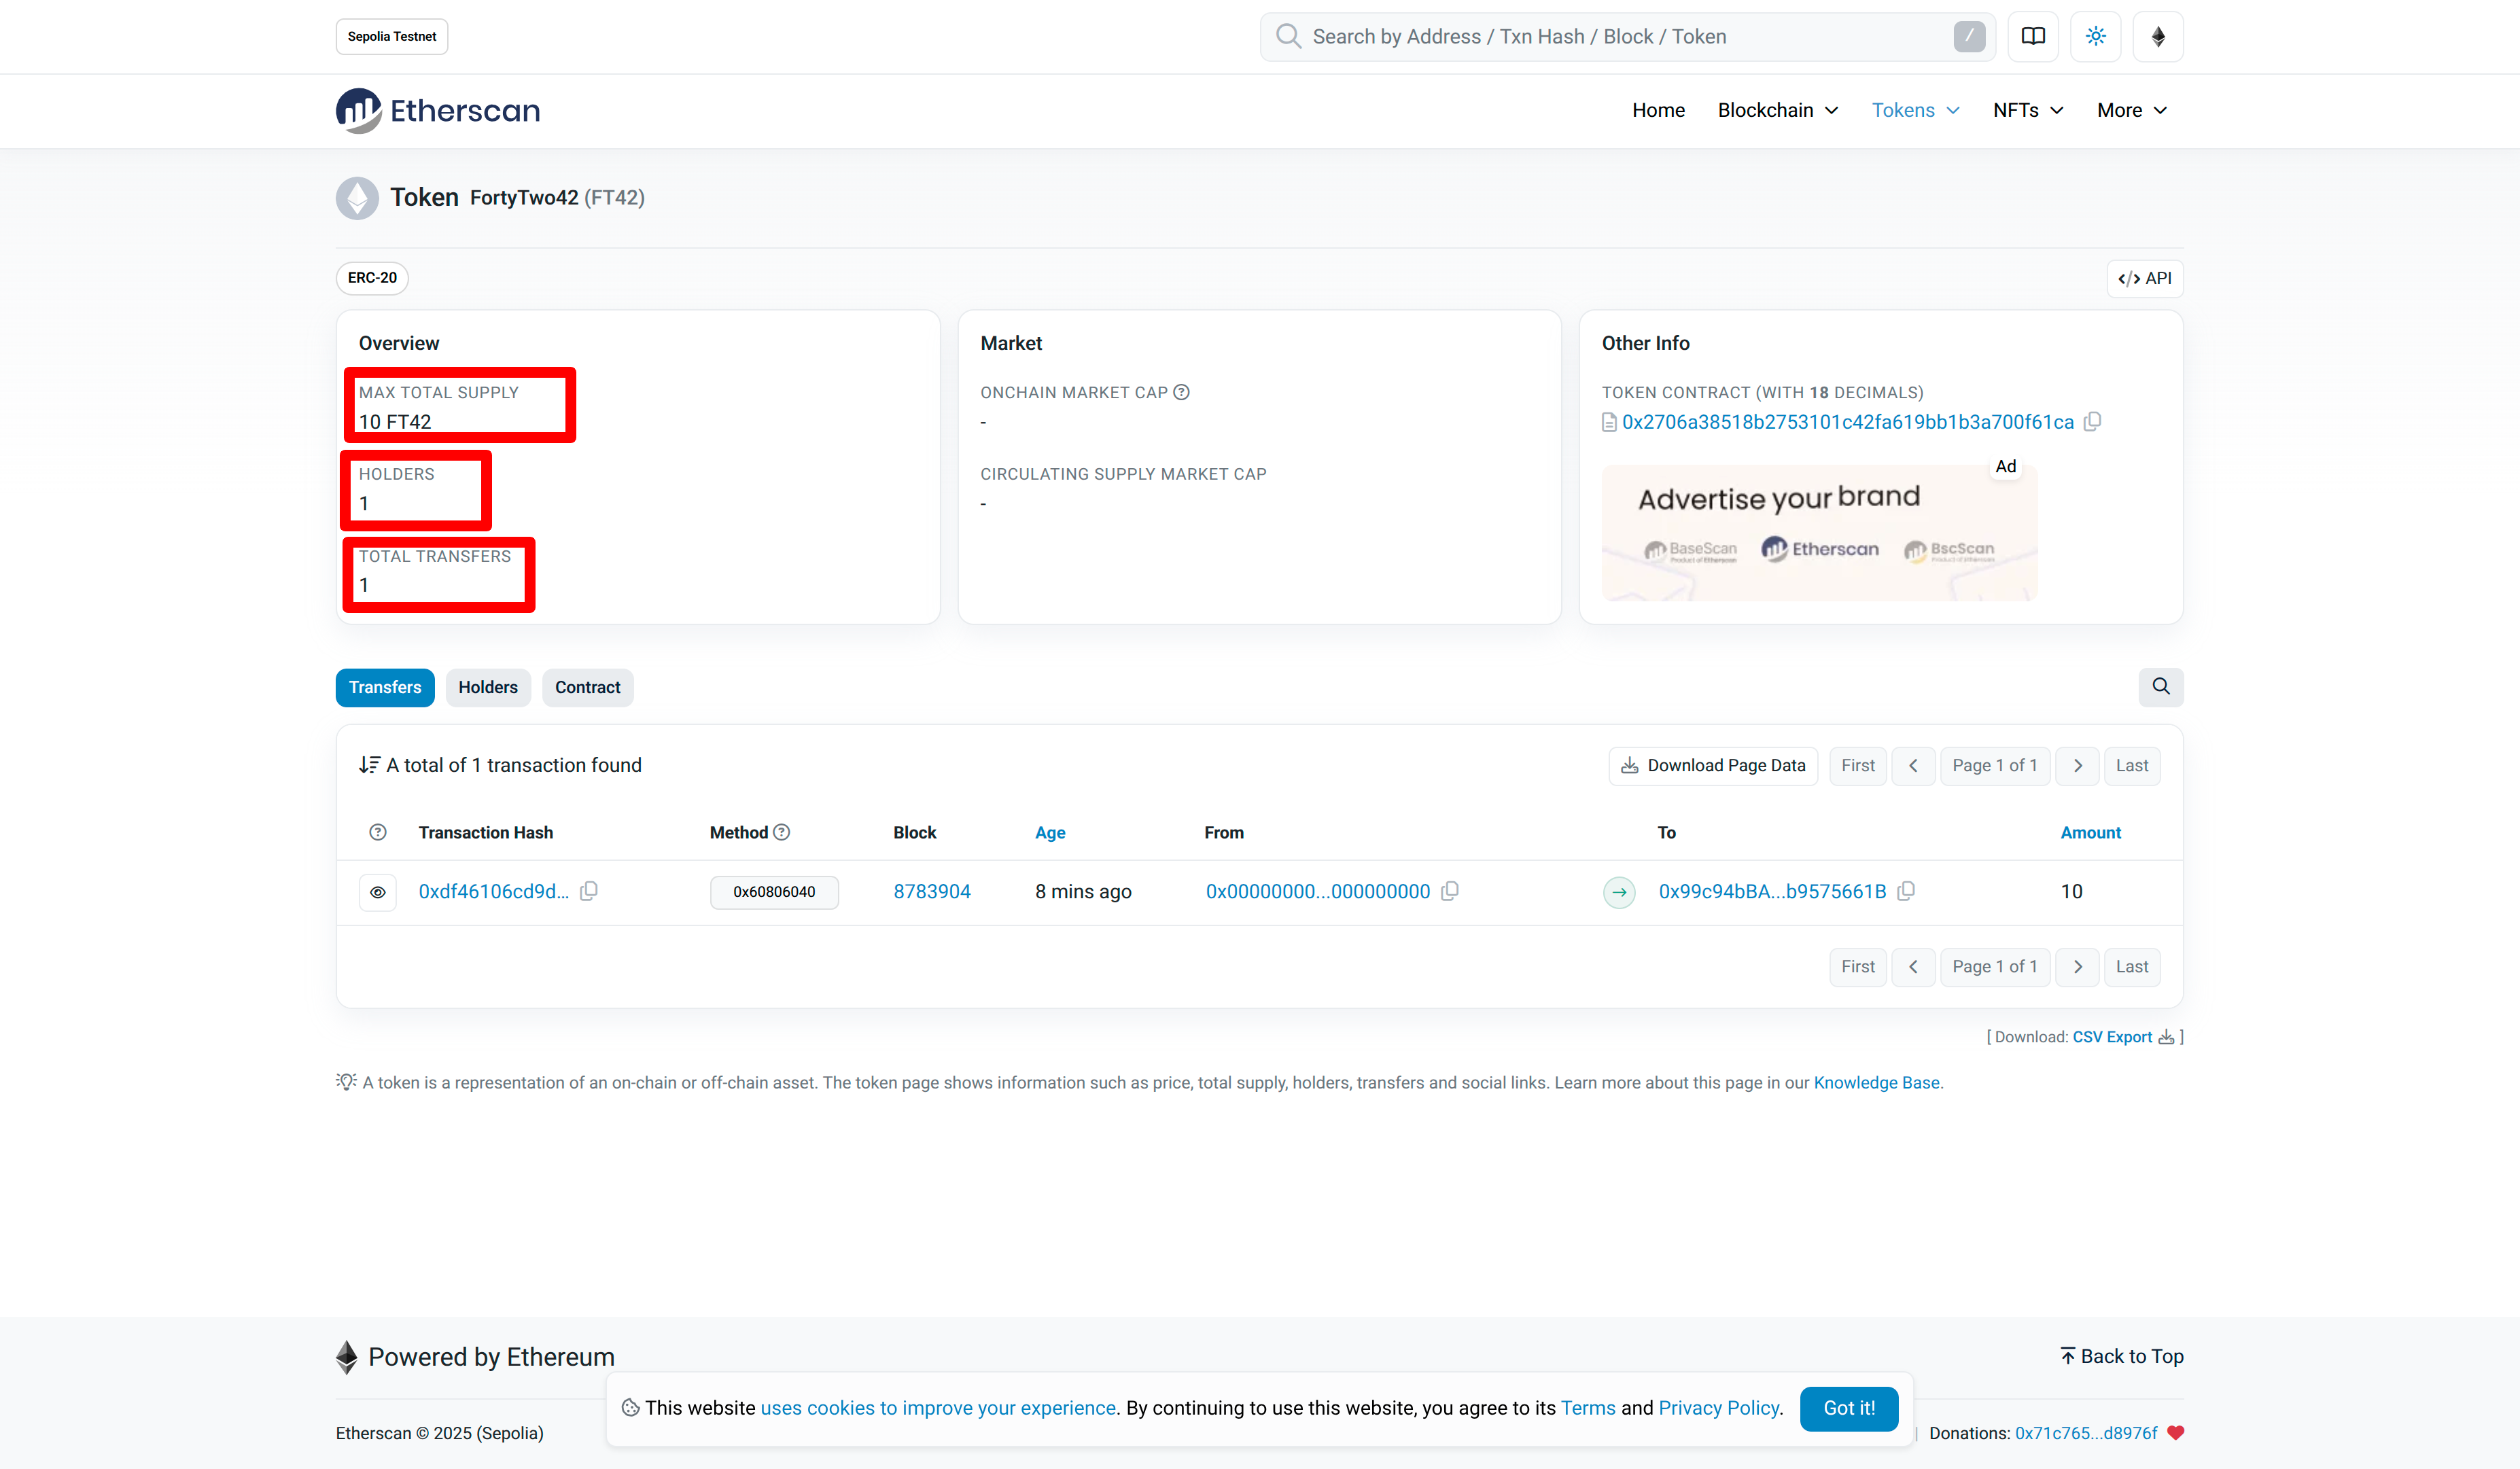 Sepolia Testnet
Search by Address / Txn Hash / Block / Token
/
Etherscan
Home
Blockchain
Tokens
NFTs
More
Token FortyTwo42 (FT42)
ERC-20
</> API
Overview
MAX TOTAL SUPPLY
10 FT42
HOLDERS
1
TOTAL TRANSFERS
1
Market
ONCHAIN MARKET CAP
-
CIRCULATING SUPPLY MARKET CAP
-
Other Info
TOKEN CONTRACT (WITH 18 DECIMALS)
0x2706a38518b2753101c42fa619bb1b3a700f61ca
Ad
Advertise your brand
BaseScan
Product of Etherscan
Etherscan
BscScan
Product of Etherscan
Transfers
Holders
Contract
A total of 1 transaction found
Download Page Data
First
Page 1 of 1
Last
Transaction Hash
Method
Block
Age
From
To
Amount
0xdf46106cd9d...
0x60806040
8783904
8 mins ago
0x00000000...000000000
0x99c94bBA...b9575661B
10
First
Page 1 of 1
Last
[ Download: CSV Export ]
A token is a representation of an on-chain or off-chain asset. The token page shows information such as price, total supply, holders, transfers and social links. Learn more about this page in our Knowledge Base.
Powered by Ethereum
Back to Top
This website uses cookies to improve your experience. By continuing to use this website, you agree to its Terms and Privacy Policy.
Got it!
Etherscan © 2025 (Sepolia)
| Donations: 0x71c765...d8976f